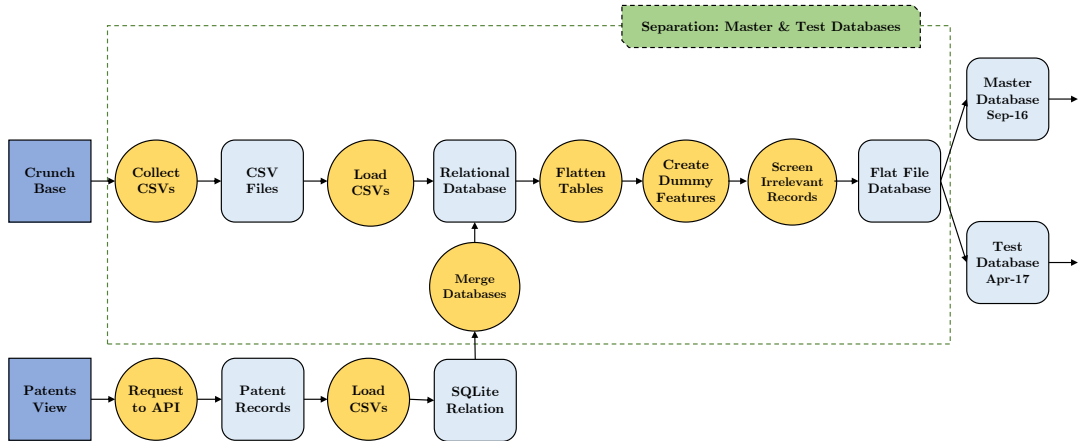 Separation: Master & Test Databases
Crunch
Base
Collect
CSVs
CSV
Files
Load
CSVs
Relational
Database
Flatten
Tables
Create
Dummy
Features
Screen
Irrelevant
Records
Flat File
Database
Master
Database
Sep-16
Test
Database
Apr-17
Merge
Databases
Patents
View
Request
to API
Patent
Records
Load
CSVs
SQLite
Relation